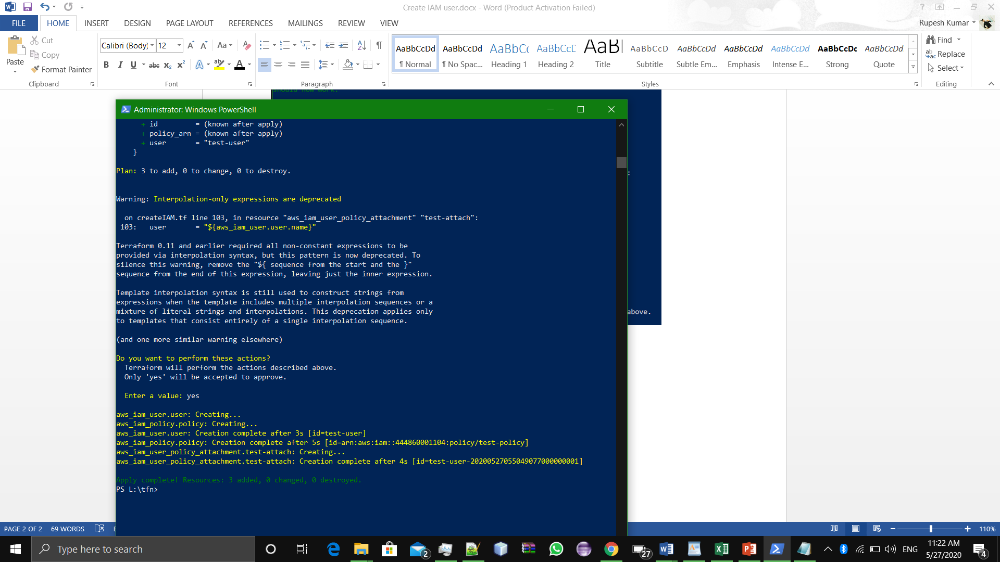 Create IAM user.docx - Word (Product Activation Failed)
FILE HOME INSERT DESIGN PAGE LAYOUT REFERENCES MAILINGS REVIEW VIEW
Rupesh Kumar
Paste
Cut
Copy
Format Painter
Clipboard
Calibri (Body) 12
Font
Paragraph
AaBbCcDd AaBbCcDd AaBbCc AaBbCcD AaBl AaBbCcD AaBbCcDd AaBbCcDd AaBbCcDd AaBbCcDc AaBbCcDd
¶ Normal ¶ No Spac... Heading 1 Heading 2 Title Subtitle Subtle Em... Emphasis Intense E... Strong Quote
Styles
Find
Replace
Select
Editing
should now work.
Administrator: Windows PowerShell
+ id = (known after apply)
+ policy_arn = (known after apply)
+ user = "test-user"
}
Plan: 3 to add, 0 to change, 0 to destroy.
:
Warning: Interpolation-only expressions are deprecated
on createIAM.tf line 103, in resource "aws_iam_user_policy_attachment" "test-attach":
103: user = "${aws_iam_user.user.name}"
Terraform 0.11 and earlier required all non-constant expressions to be
provided via interpolation syntax, but this pattern is now deprecated. To
silence this warning, remove the "${ sequence from the start and the }"
sequence from the end of this expression, leaving just the inner expression.
Template interpolation syntax is still used to construct strings from
expressions when the template includes multiple interpolation sequences or a
mixture of literal strings and interpolations. This deprecation applies only
to templates that consist entirely of a single interpolation sequence.
above.
(and one more similar warning elsewhere)
Do you want to perform these actions?
Terraform will perform the actions described above.
Only 'yes' will be accepted to approve.
Enter a value: yes
aws_iam_user.user: Creating...
aws_iam_policy.policy: Creating...
aws_iam_user.user: Creation complete after 3s [id=test-user]
aws_iam_policy.policy: Creation complete after 5s [id=arn:aws:iam::444860001104:policy/test-policy]
aws_iam_user_policy_attachment.test-attach: Creating...
aws_iam_user_policy_attachment.test-attach: Creation complete after 4s [id=test-user-20200527055049077000000001]
Apply complete! Resources: 3 added, 0 changed, 0 destroyed.
PS L:\tfn>
PAGE 2 OF 2 69 WORDS
110%
Type here to search
2
27
ENG
11:22 AM
5/27/2020
4